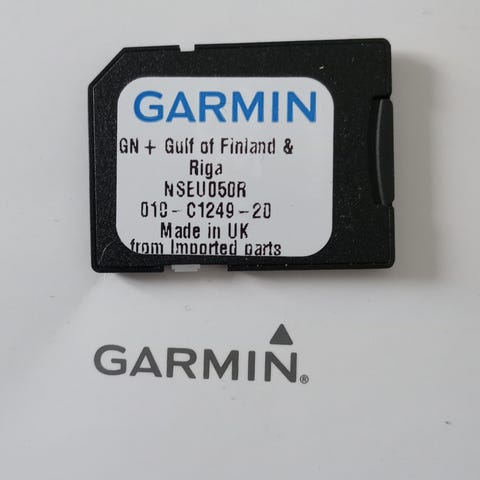 GARMIN
GN + Gulf of Finland &
Riga
NSEU050R
010-C1249-20
Made in UK
from Imported parts
GARMIN®